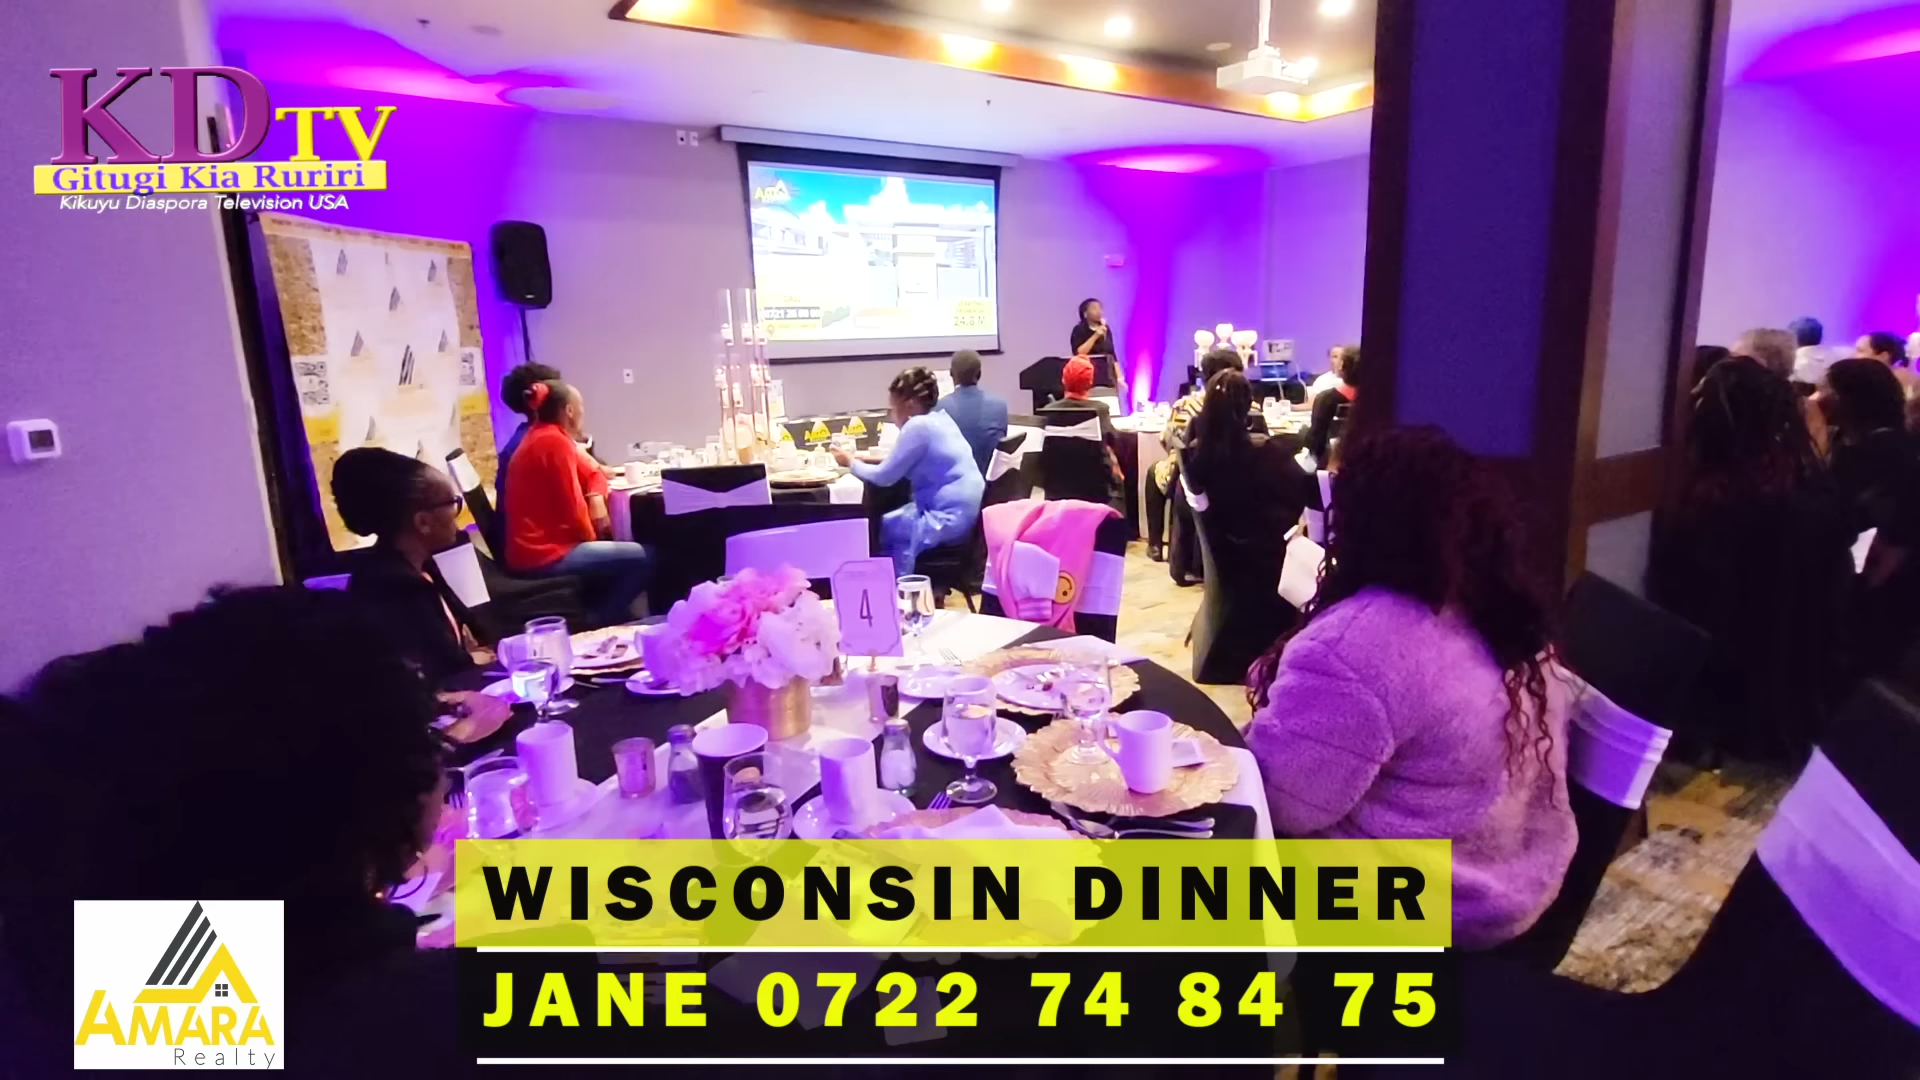 KDTV
Gitugi Kia Ruriri
Kikuyu Diaspora Television USA
4
WISCONSIN DINNER
JANE 0722 74 84 75
AMARA
Realty